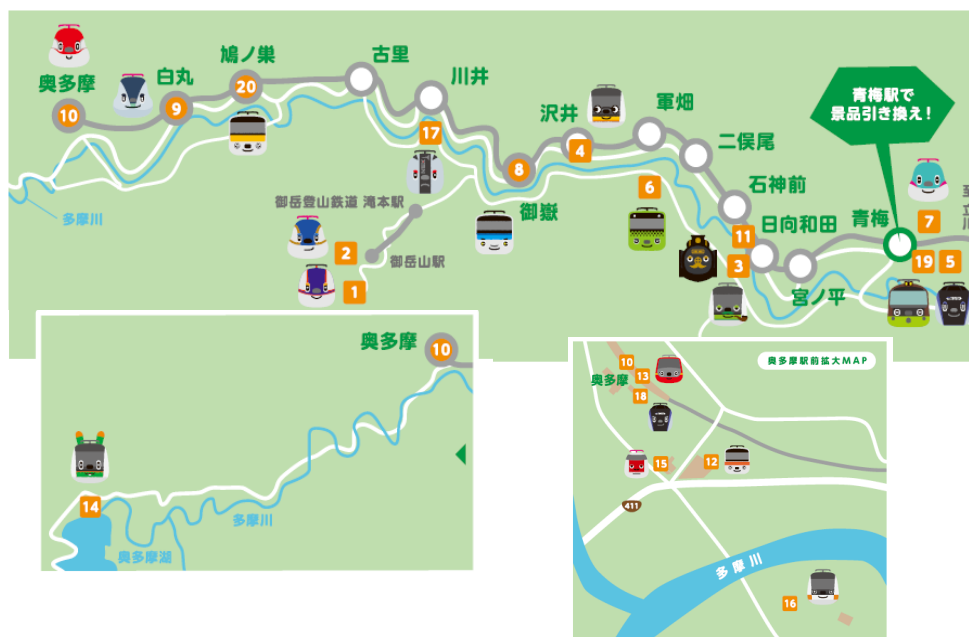 奥多摩
10
白丸
9
鳩ノ巣
20
古里
川井
17
沢井
4
軍畑
二俣尾
石神前
日向和田
青梅
青梅駅で
景品引き換え!
至立川
7
19
5
8
御嶽
6
11
3
宮ノ平
多摩川
御岳登山鉄道 滝本駅
御岳山駅
2
1
奥多摩
10
14
多摩川
奥多摩湖
奥多摩駅前拡大MAP
奥多摩
10
13
18
15
12
411
多摩川
16